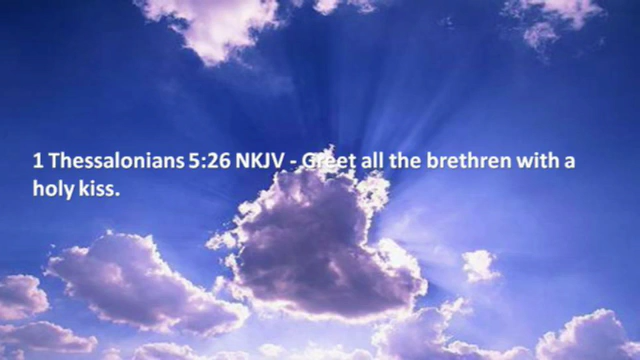 1 Thessalonians 5:26 NKJV - Greet all the brethren with a
holy kiss.